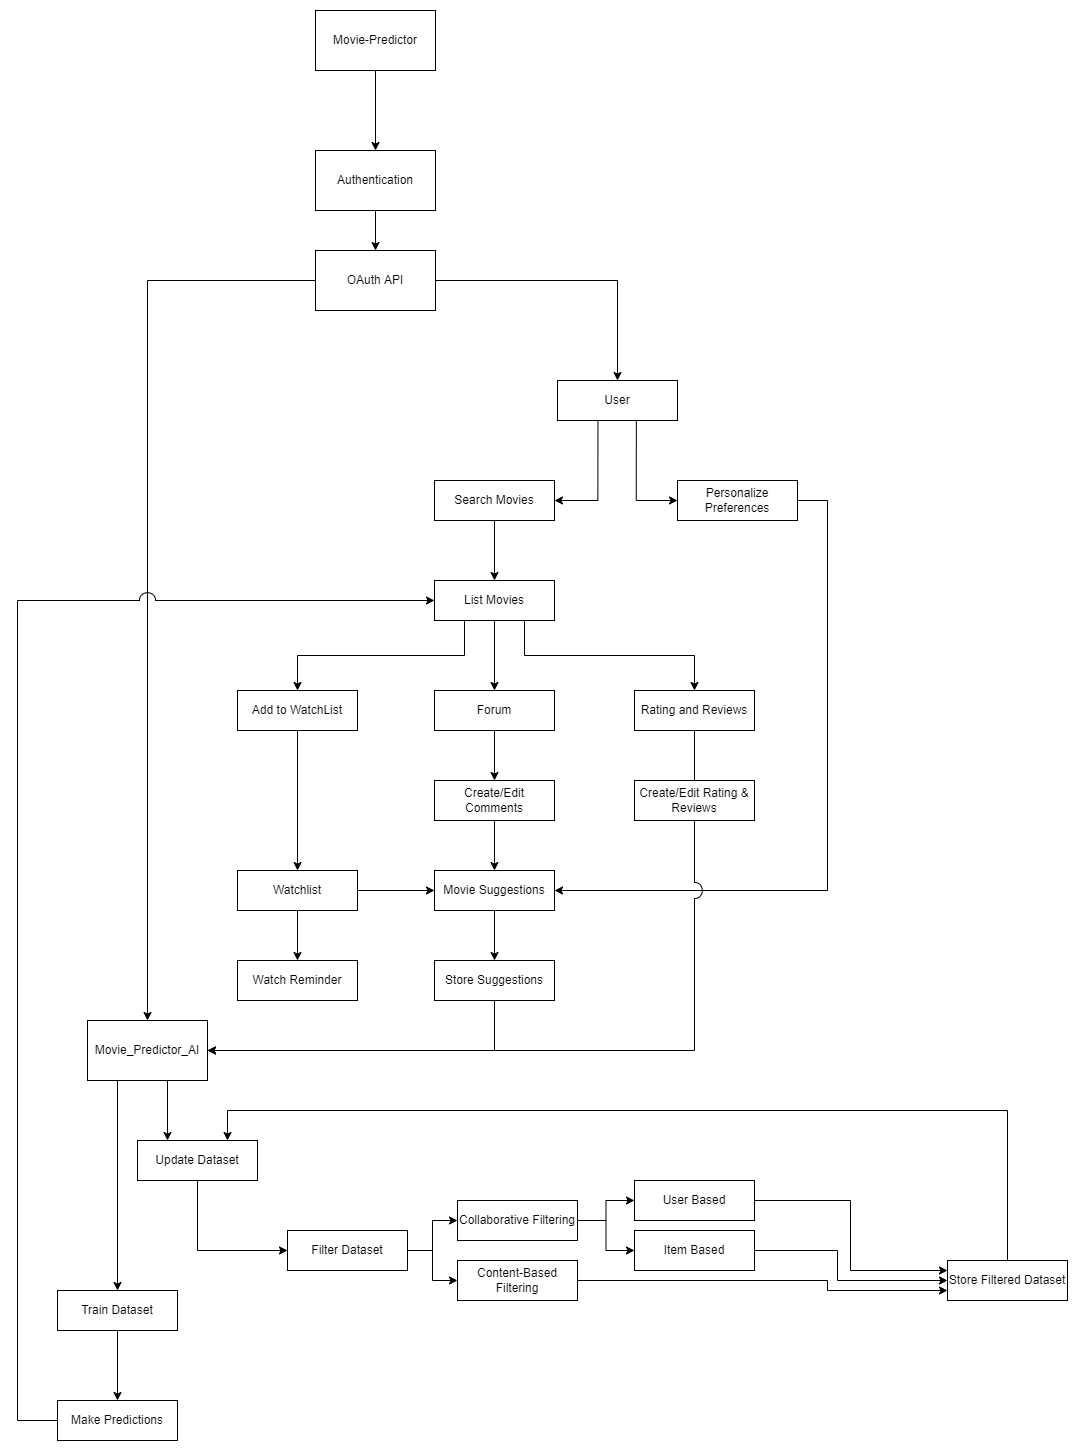 Movie-Predictor
Authentication
OAuth API
User
Search Movies
Personalize
Preferences
List Movies
Add to WatchList
Forum
Rating and Reviews
Create/Edit
Comments
Create/Edit Rating &
Reviews
Watchlist
Movie Suggestions
Watch Reminder
Store Suggestions
Movie_Predictor_AI
Update Dataset
Filter Dataset
Collaborative Filtering
User Based
Item Based
Content-Based
Filtering
Store Filtered Dataset
Train Dataset
Make Predictions